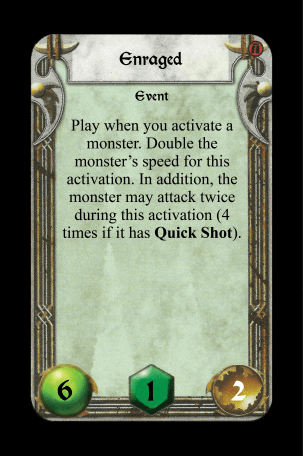 Enraged
Event
Play when you activate a
monster. Double the
monster's speed for this
activation. In addition, the
monster may attack twice
during this activation (4
times if it has Quick Shot).
6
1
2